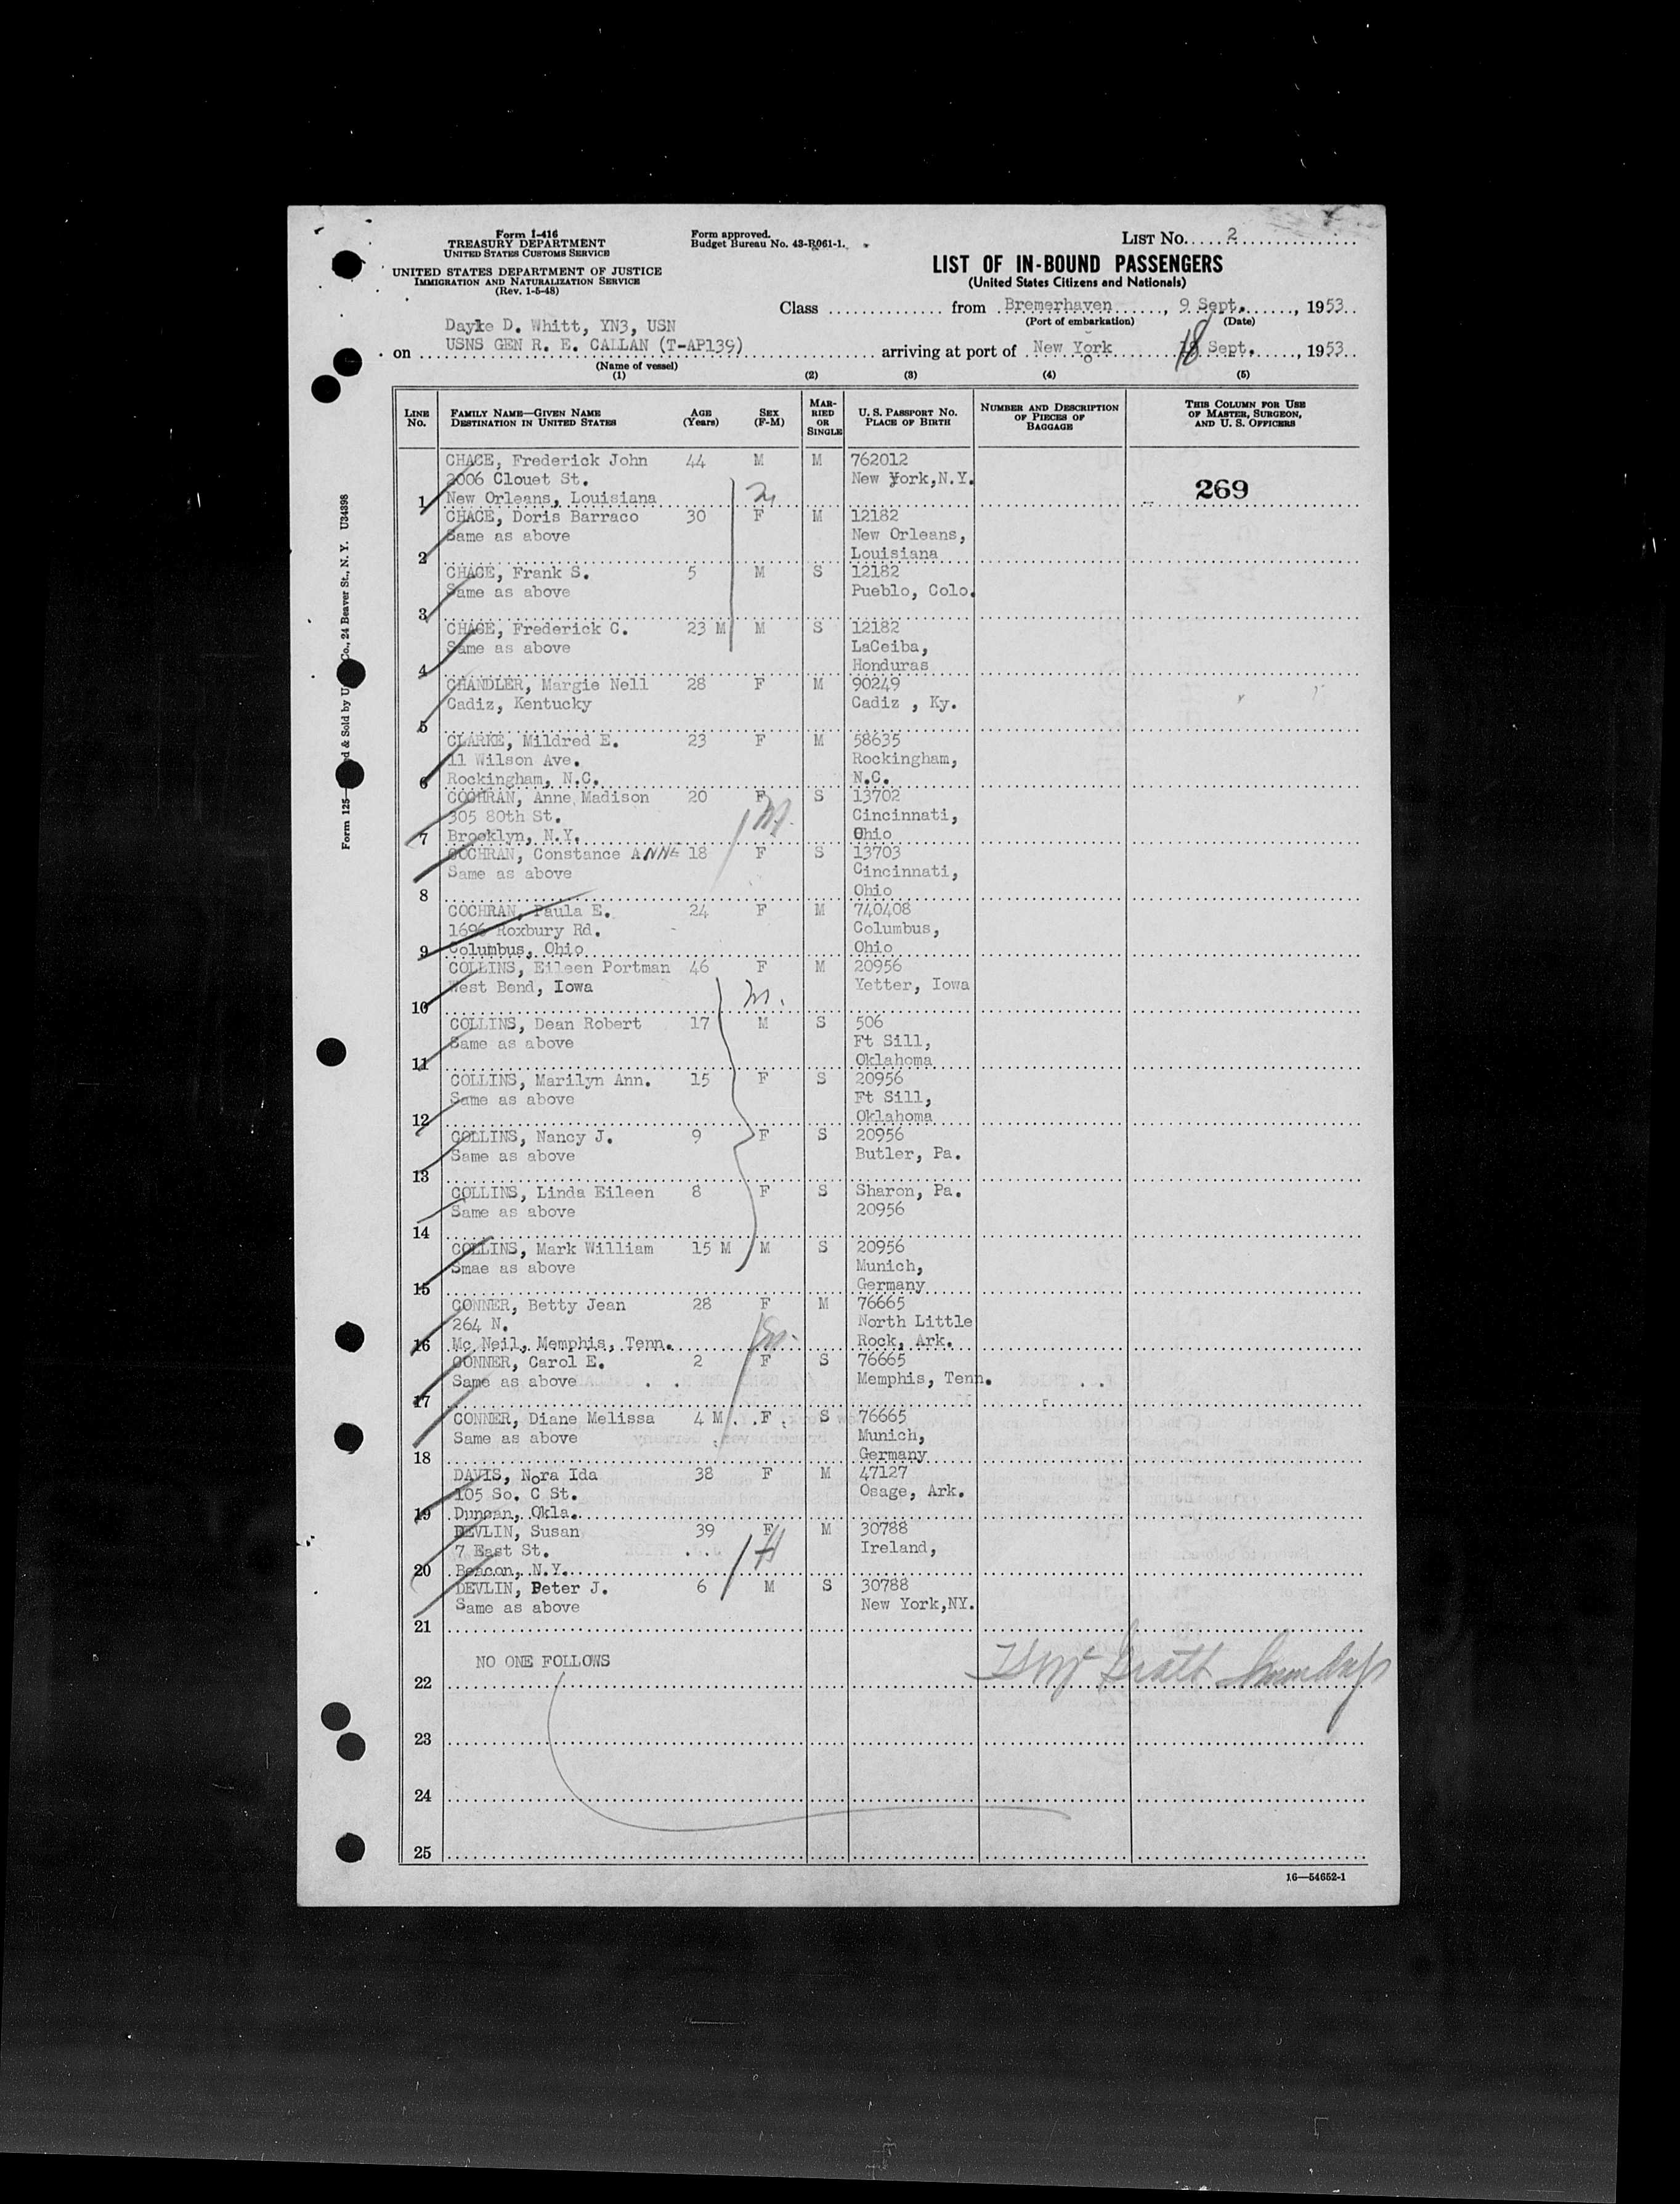 Form I-416
TREASURY DEPARTMENT
UNITED STATES CUSTOMS SERVICE
UNITED STATES DEPARTMENT OF JUSTICE
IMMIGRATION AND NATURALIZATION SERVICE
(Rev. 1-5-48)
Form approved.
Budget Bureau No. 43-R061-1.
LIST No. 2
LIST OF IN-BOUND PASSENGERS
(United States Citizens and Nationals)
Class from Bremerhaven, 9 Sept., 1953
(Port of embarkation) (Date)
Dayke D. Whitt, YN3, USN
on USNS GEN R. E. CALLAN (T-AP139) arriving at port of New York 18 Sept., 1953
(Name of vessel)
(1) (2) (3) (4) (5)
LINE No. FAMILY NAME—GIVEN NAME DESTINATION IN UNITED STATES AGE (Years) SEX (F-M) MARRIED OR SINGLE U. S. PASSPORT No. PLACE OF BIRTH NUMBER AND DESCRIPTION OF PIECES OF BAGGAGE THIS COLUMN FOR USE OF MASTER, SURGEON, AND U. S. OFFICERS
CHACE, Frederick John 44 M M 762012
2006 Clouet St. New York,N.Y.
1 New Orleans, Louisiana 269
CHACE, Doris Barraco 30 F M 12182
Same as above New Orleans,
2 Louisiana
CHACE, Frank S. 5 M S 12182
Same as above Pueblo, Colo.
3
CHACE, Frederick C. 23 M M S 12182
Same as above LaCeiba,
4 Honduras
CHANDLER, Margie Nell 28 F M 90249
Cadiz, Kentucky Cadiz , Ky.
5
CLARKE, Mildred E. 23 F M 58635
11 Wilson Ave. Rockingham,
6 Rockingham, N.C. N.C.
COCHRAN, Anne Madison 20 F S 13702
305 80th St. Cincinnati,
7 Brooklyn, N.Y. Ohio
COCHRAN, Constance ANNE 18 F S 13703
Same as above Cincinnati,
8 Ohio
COCHRAN, Paula E. 24 F M 740408
1696 Roxbury Rd. Columbus,
9 Columbus, Ohio Ohio
COLLINS, Eileen Portman 46 F M 20956
West Bend, Iowa Yetter, Iowa
10
COLLINS, Dean Robert 17 M S 506
Same as above Ft Sill,
11 Oklahoma
COLLINS, Marilyn Ann. 15 F S 20956
Same as above Ft Sill,
12 Oklahoma
COLLINS, Nancy J. 9 F S 20956
Same as above Butler, Pa.
13
COLLINS, Linda Eileen 8 F S Sharon, Pa.
Same as above 20956
14
COLLINS, Mark William 15 M M S 20956
Smae as above Munich,
15 Germany
CONNER, Betty Jean 28 F M 76665
264 N. North Little
16 Mc Neil, Memphis, Tenn. Rock, Ark.
CONNER, Carol E. 2 F S 76665
Same as above Memphis, Tenn.
17
CONNER, Diane Melissa 4 M F S 76665
Same as above Munich,
18 Germany
DAVIS, Nora Ida 38 F M 47127
105 So. C St. Osage, Ark.
19 Duncan, Okla.
DEVLIN, Susan 39 F M 30788
7 East St. Ireland,
20 Beacon, N.Y.
DEVLIN, Peter J. 6 M S 30788
Same as above New York,NY.
21
NO ONE FOLLOWS
22
23
24
25
16—54652-1
Co., 24 Beaver St., N. Y. U34398